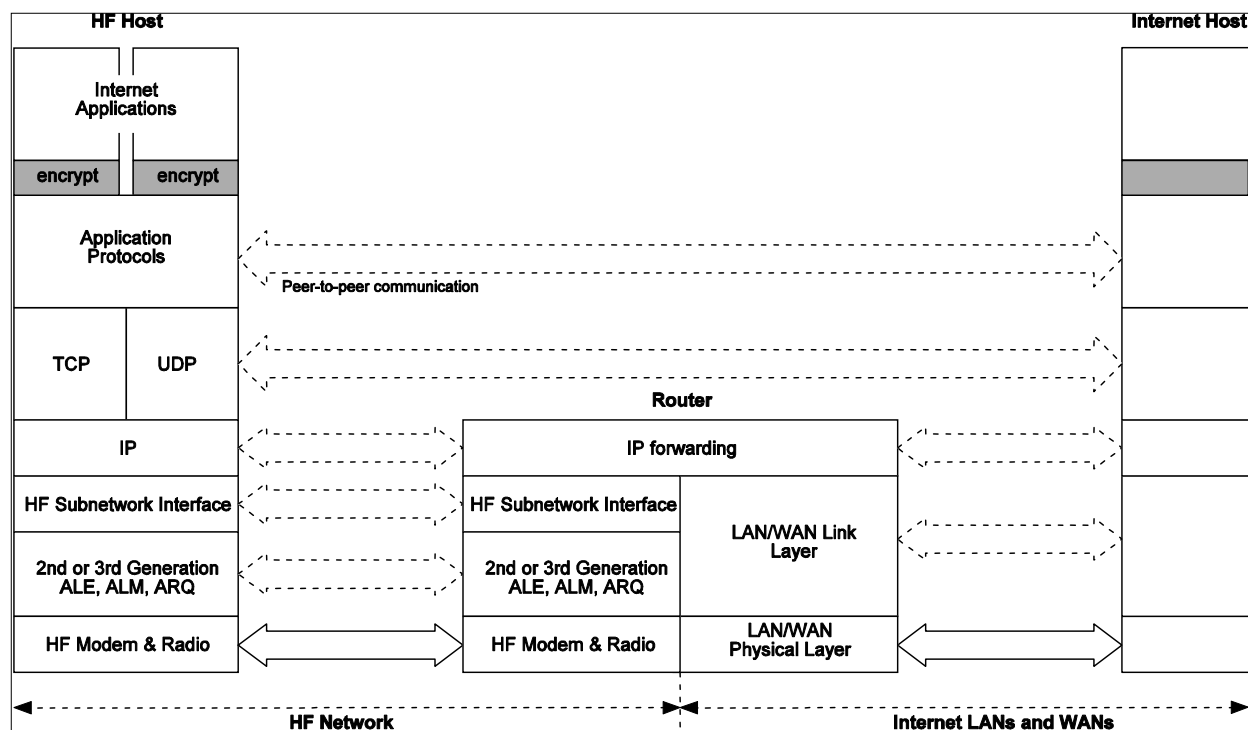 HF Host
Internet Host
Internet
Applications
encrypt
encrypt
Application
Protocols
Peer-to-peer communication
TCP
UDP
Router
IP
IP forwarding
HF Subnetwork Interface
HF Subnetwork Interface
LAN/WAN Link
Layer
2nd or 3rd Generation
ALE, ALM, ARQ
2nd or 3rd Generation
ALE, ALM, ARQ
HF Modem & Radio
HF Modem & Radio
LAN/WAN
Physical Layer
HF Network
Internet LANs and WANs